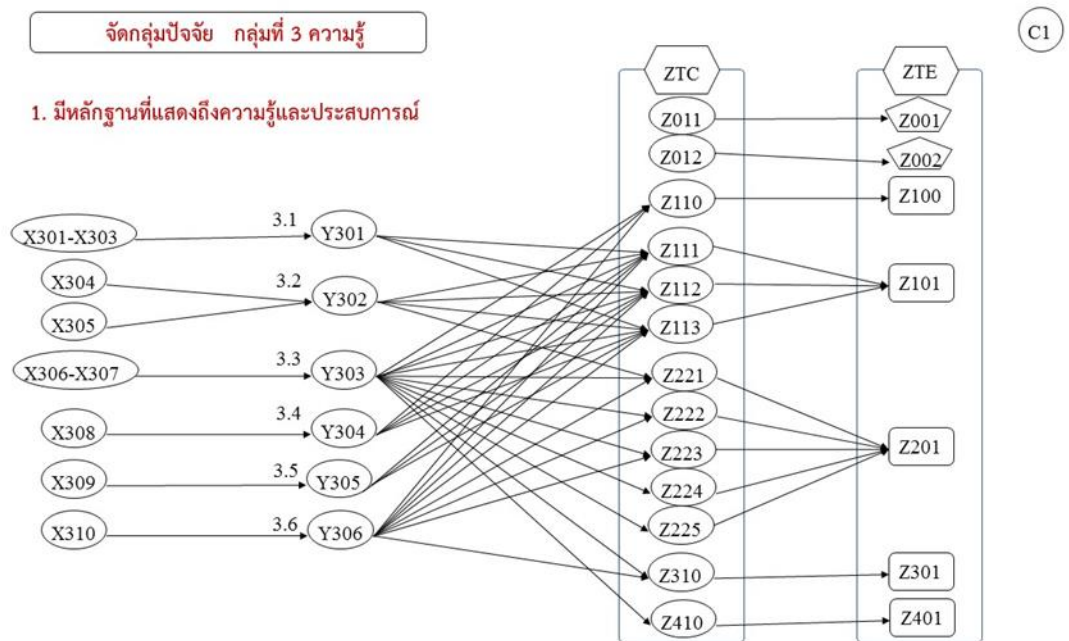 จัดกลุ่มปัจจัย กลุ่มที่ 3 ความรู้
C1
1. มีหลักฐานที่แสดงถึงความรู้และประสบการณ์
ZTC ZTE
Z011 Z001
Z012 Z002
Z110 Z100
X301-X303 3.1 Y301 Z111
X304 3.2 Y302 Z112 Z101
X305 Z113
X306-X307 3.3 Y303 Z221
Z222
X308 3.4 Y304 Z223 Z201
X309 3.5 Y305 Z224
X310 3.6 Y306 Z225
Z310 Z301
Z410 Z401